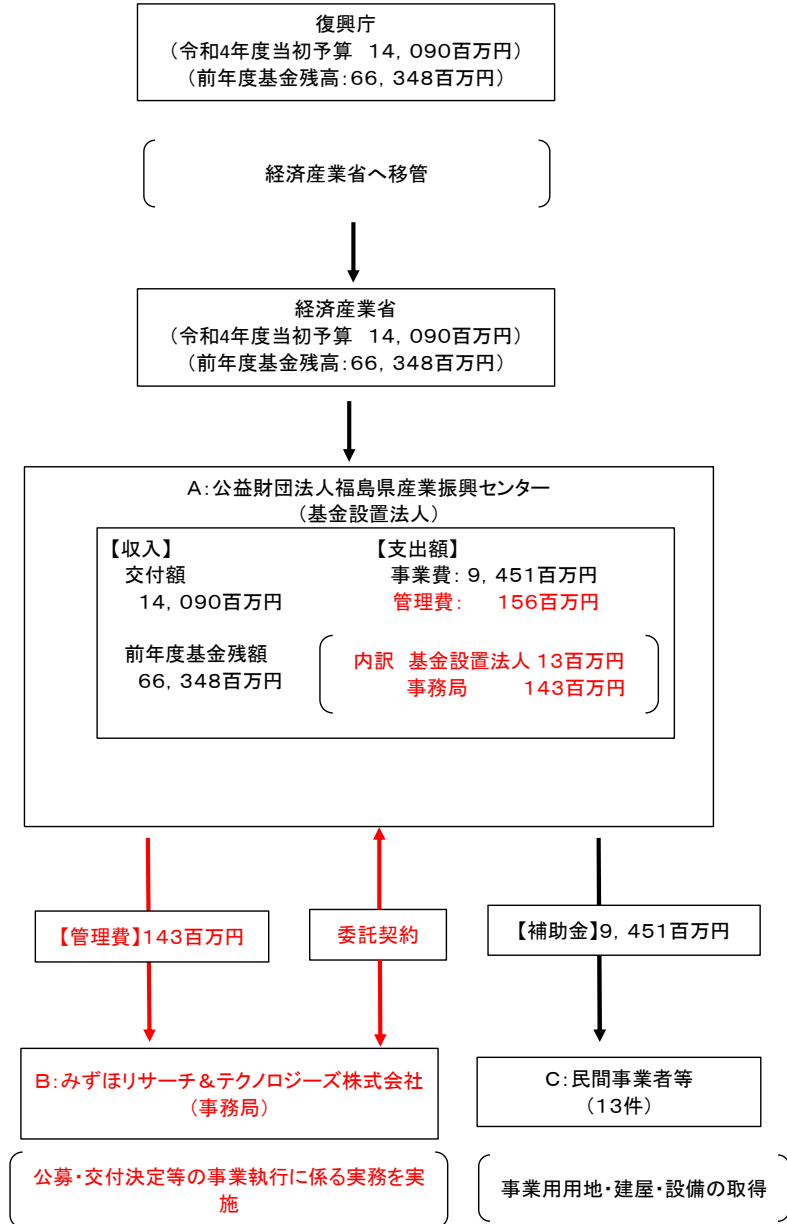 復興庁
（令和4年度当初予算　14，090百万円）
（前年度基金残高：66，348百万円）
経済産業省へ移管
経済産業省
（令和4年度当初予算　14，090百万円）
（前年度基金残高：66，348百万円）
A：公益財団法人福島県産業振興センター
（基金設置法人）
【収入】
交付額
14，090百万円
前年度基金残額
66，348百万円
【支出額】
事業費：9，451百万円
管理費：　156百万円
内訳　基金設置法人 13百万円
事務局　　143百万円
【管理費】143百万円
委託契約
【補助金】9，451百万円
B：みずほリサーチ＆テクノロジーズ株式会社
（事務局）
C：民間事業者等
（13件）
公募・交付決定等の事業執行に係る実務を実
施
事業用用地・建屋・設備の取得